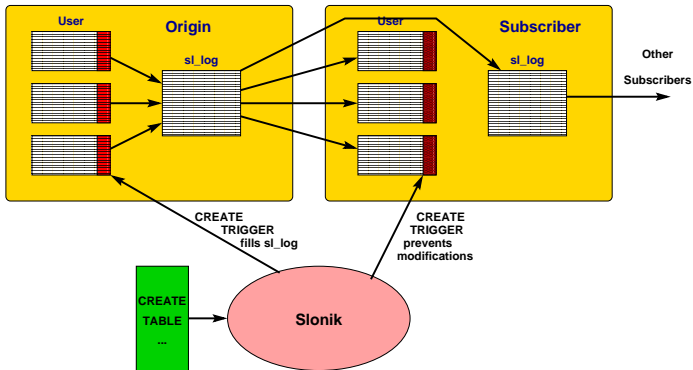 User
Origin
sl_log
User
Subscriber
sl_log
Other
Subscribers
CREATE
TRIGGER
fills sl_log
CREATE
TRIGGER
prevents
modifications
CREATE
TABLE
...
Slonik